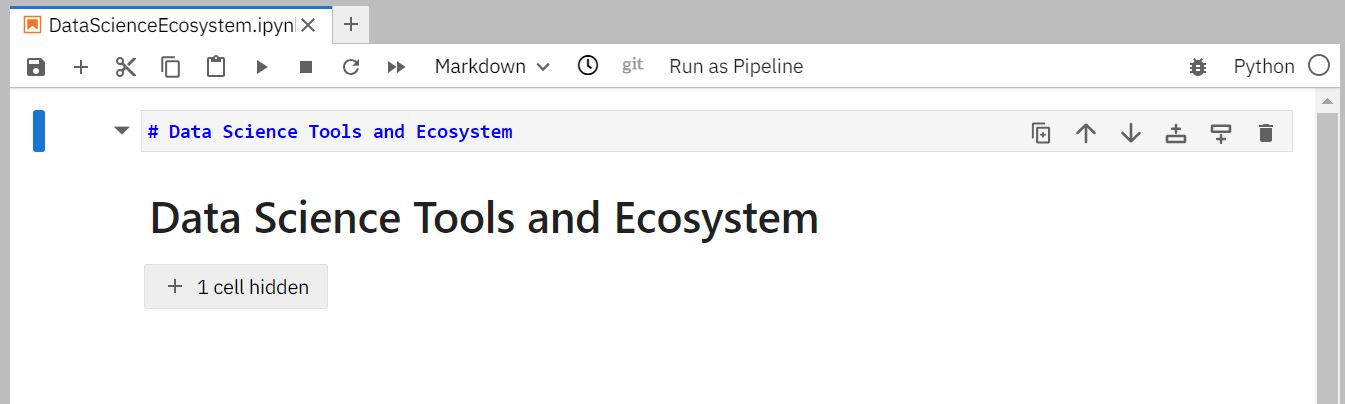 DataScienceEcosystem.ipyn
Markdown git Run as Pipeline Python
# Data Science Tools and Ecosystem
Data Science Tools and Ecosystem
1 cell hidden